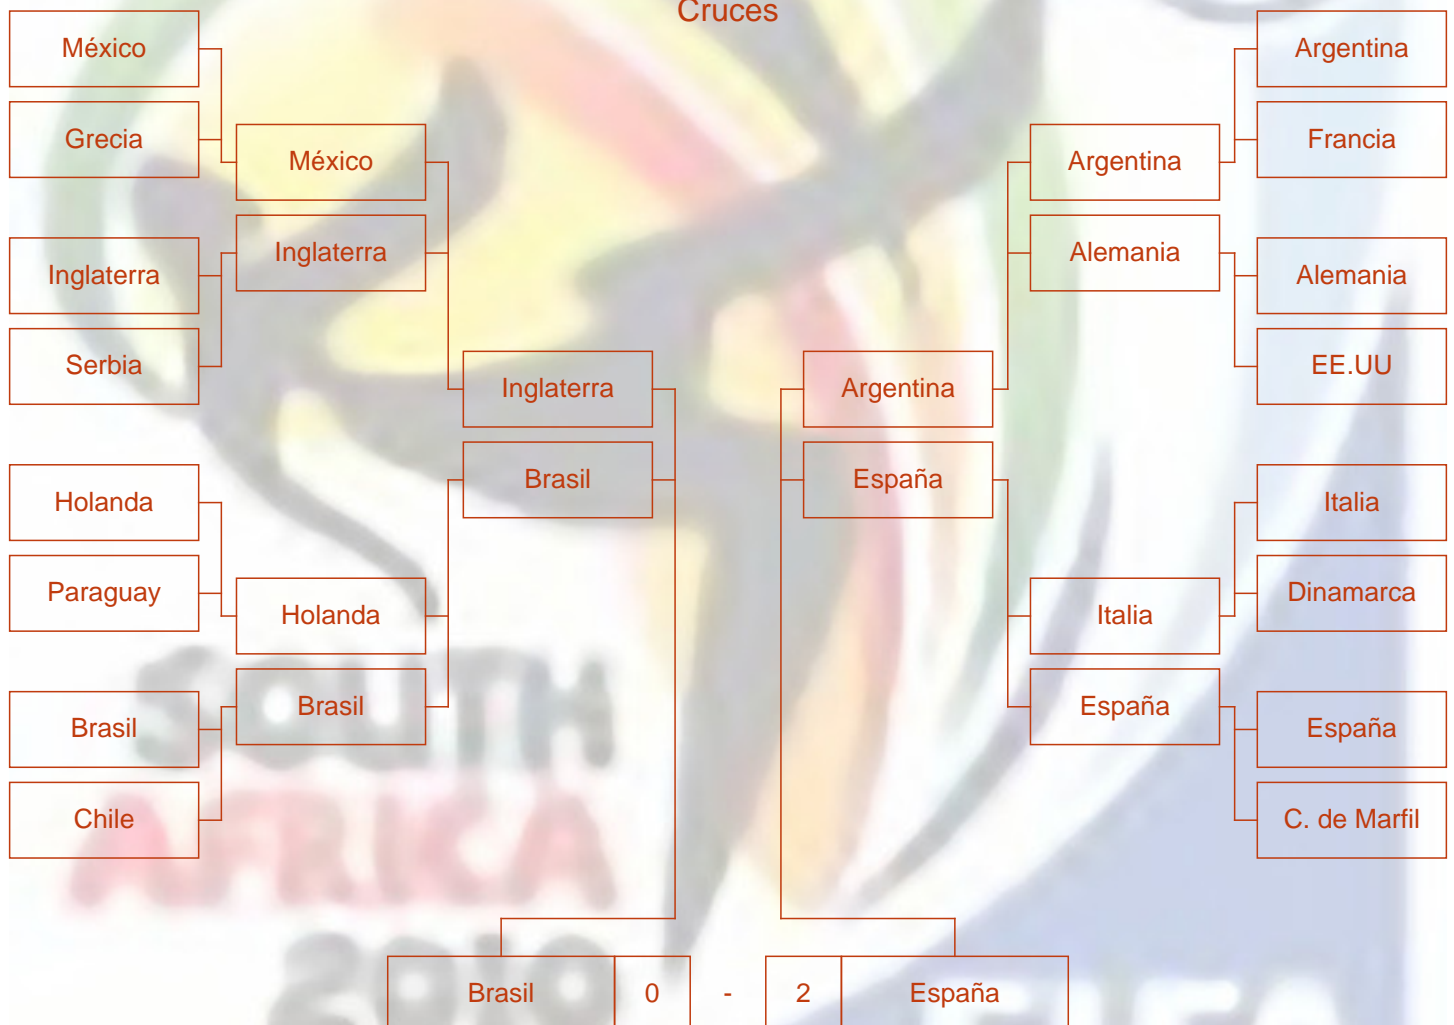 Cruces
México
Grecia
México
Inglaterra
Inglaterra
Serbia
Inglaterra
Brasil
Holanda
Paraguay
Holanda
Brasil
Brasil
Chile
Argentina
Francia
Argentina
Alemania
Alemania
EE.UU
Argentina
España
Italia
Dinamarca
Italia
España
España
C. de Marfil
Brasil 0 - 2 España
SOUTH
AFRICA
2010
FIFA